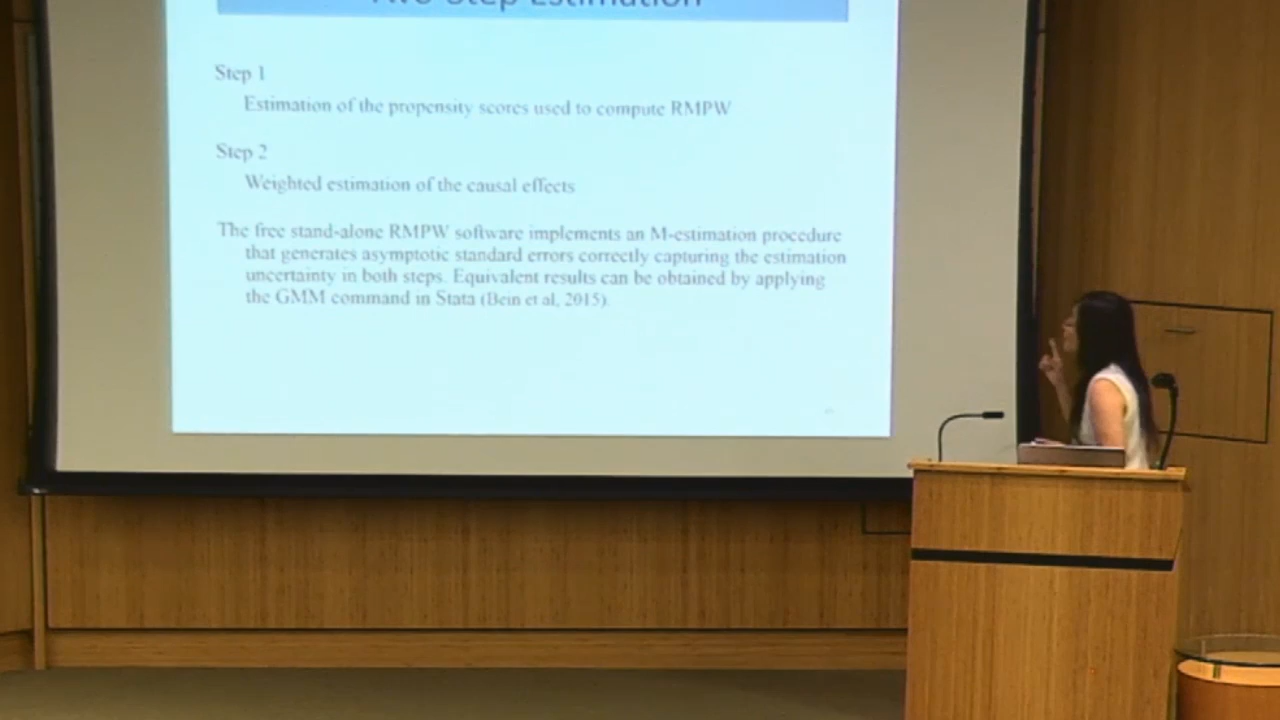 Two Step Estimation
Step 1
Estimation of the propensity scores used to compute RMPW
Step 2
Weighted estimation of the causal effects
The free stand-alone RMPW software implements an M-estimation procedure
that generates asymptotic standard errors correctly capturing the estimation
uncertainty in both steps. Equivalent results can be obtained by applying
the GMM command in Stata (Bein et al, 2015).